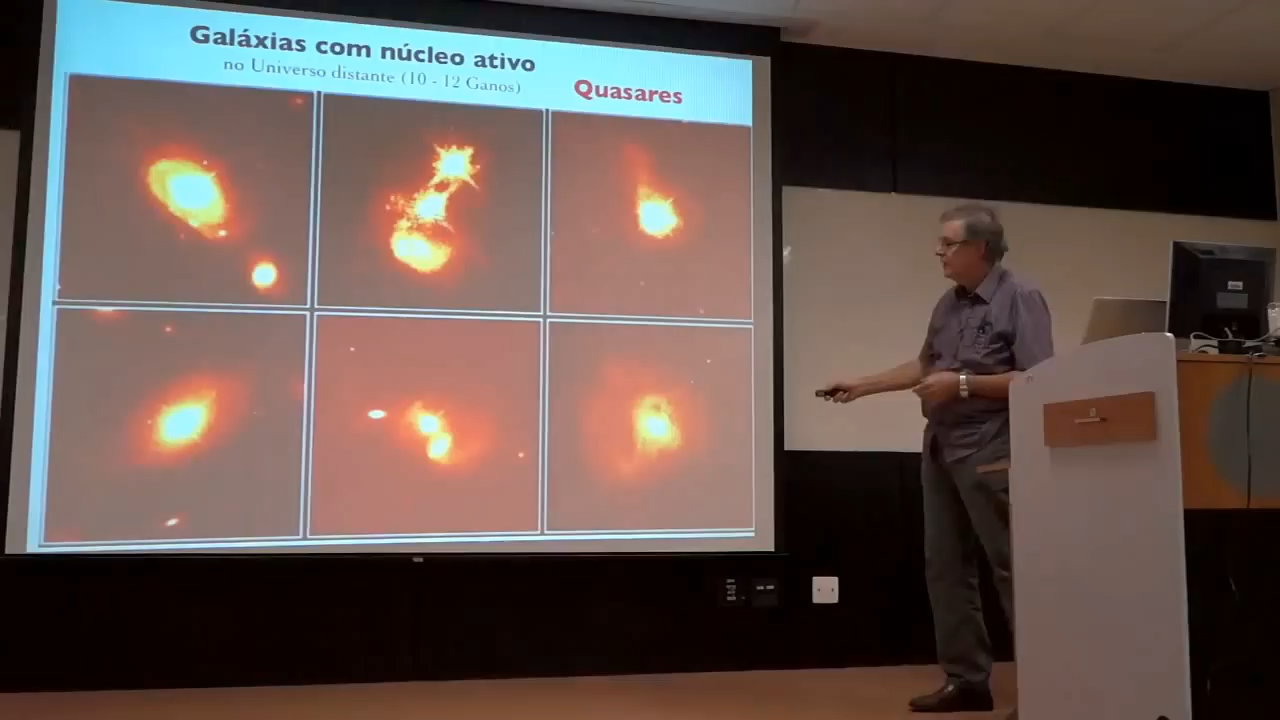 Galáxias com núcleo ativo
no Universo distante (10 - 12 Ganos)
Quasares